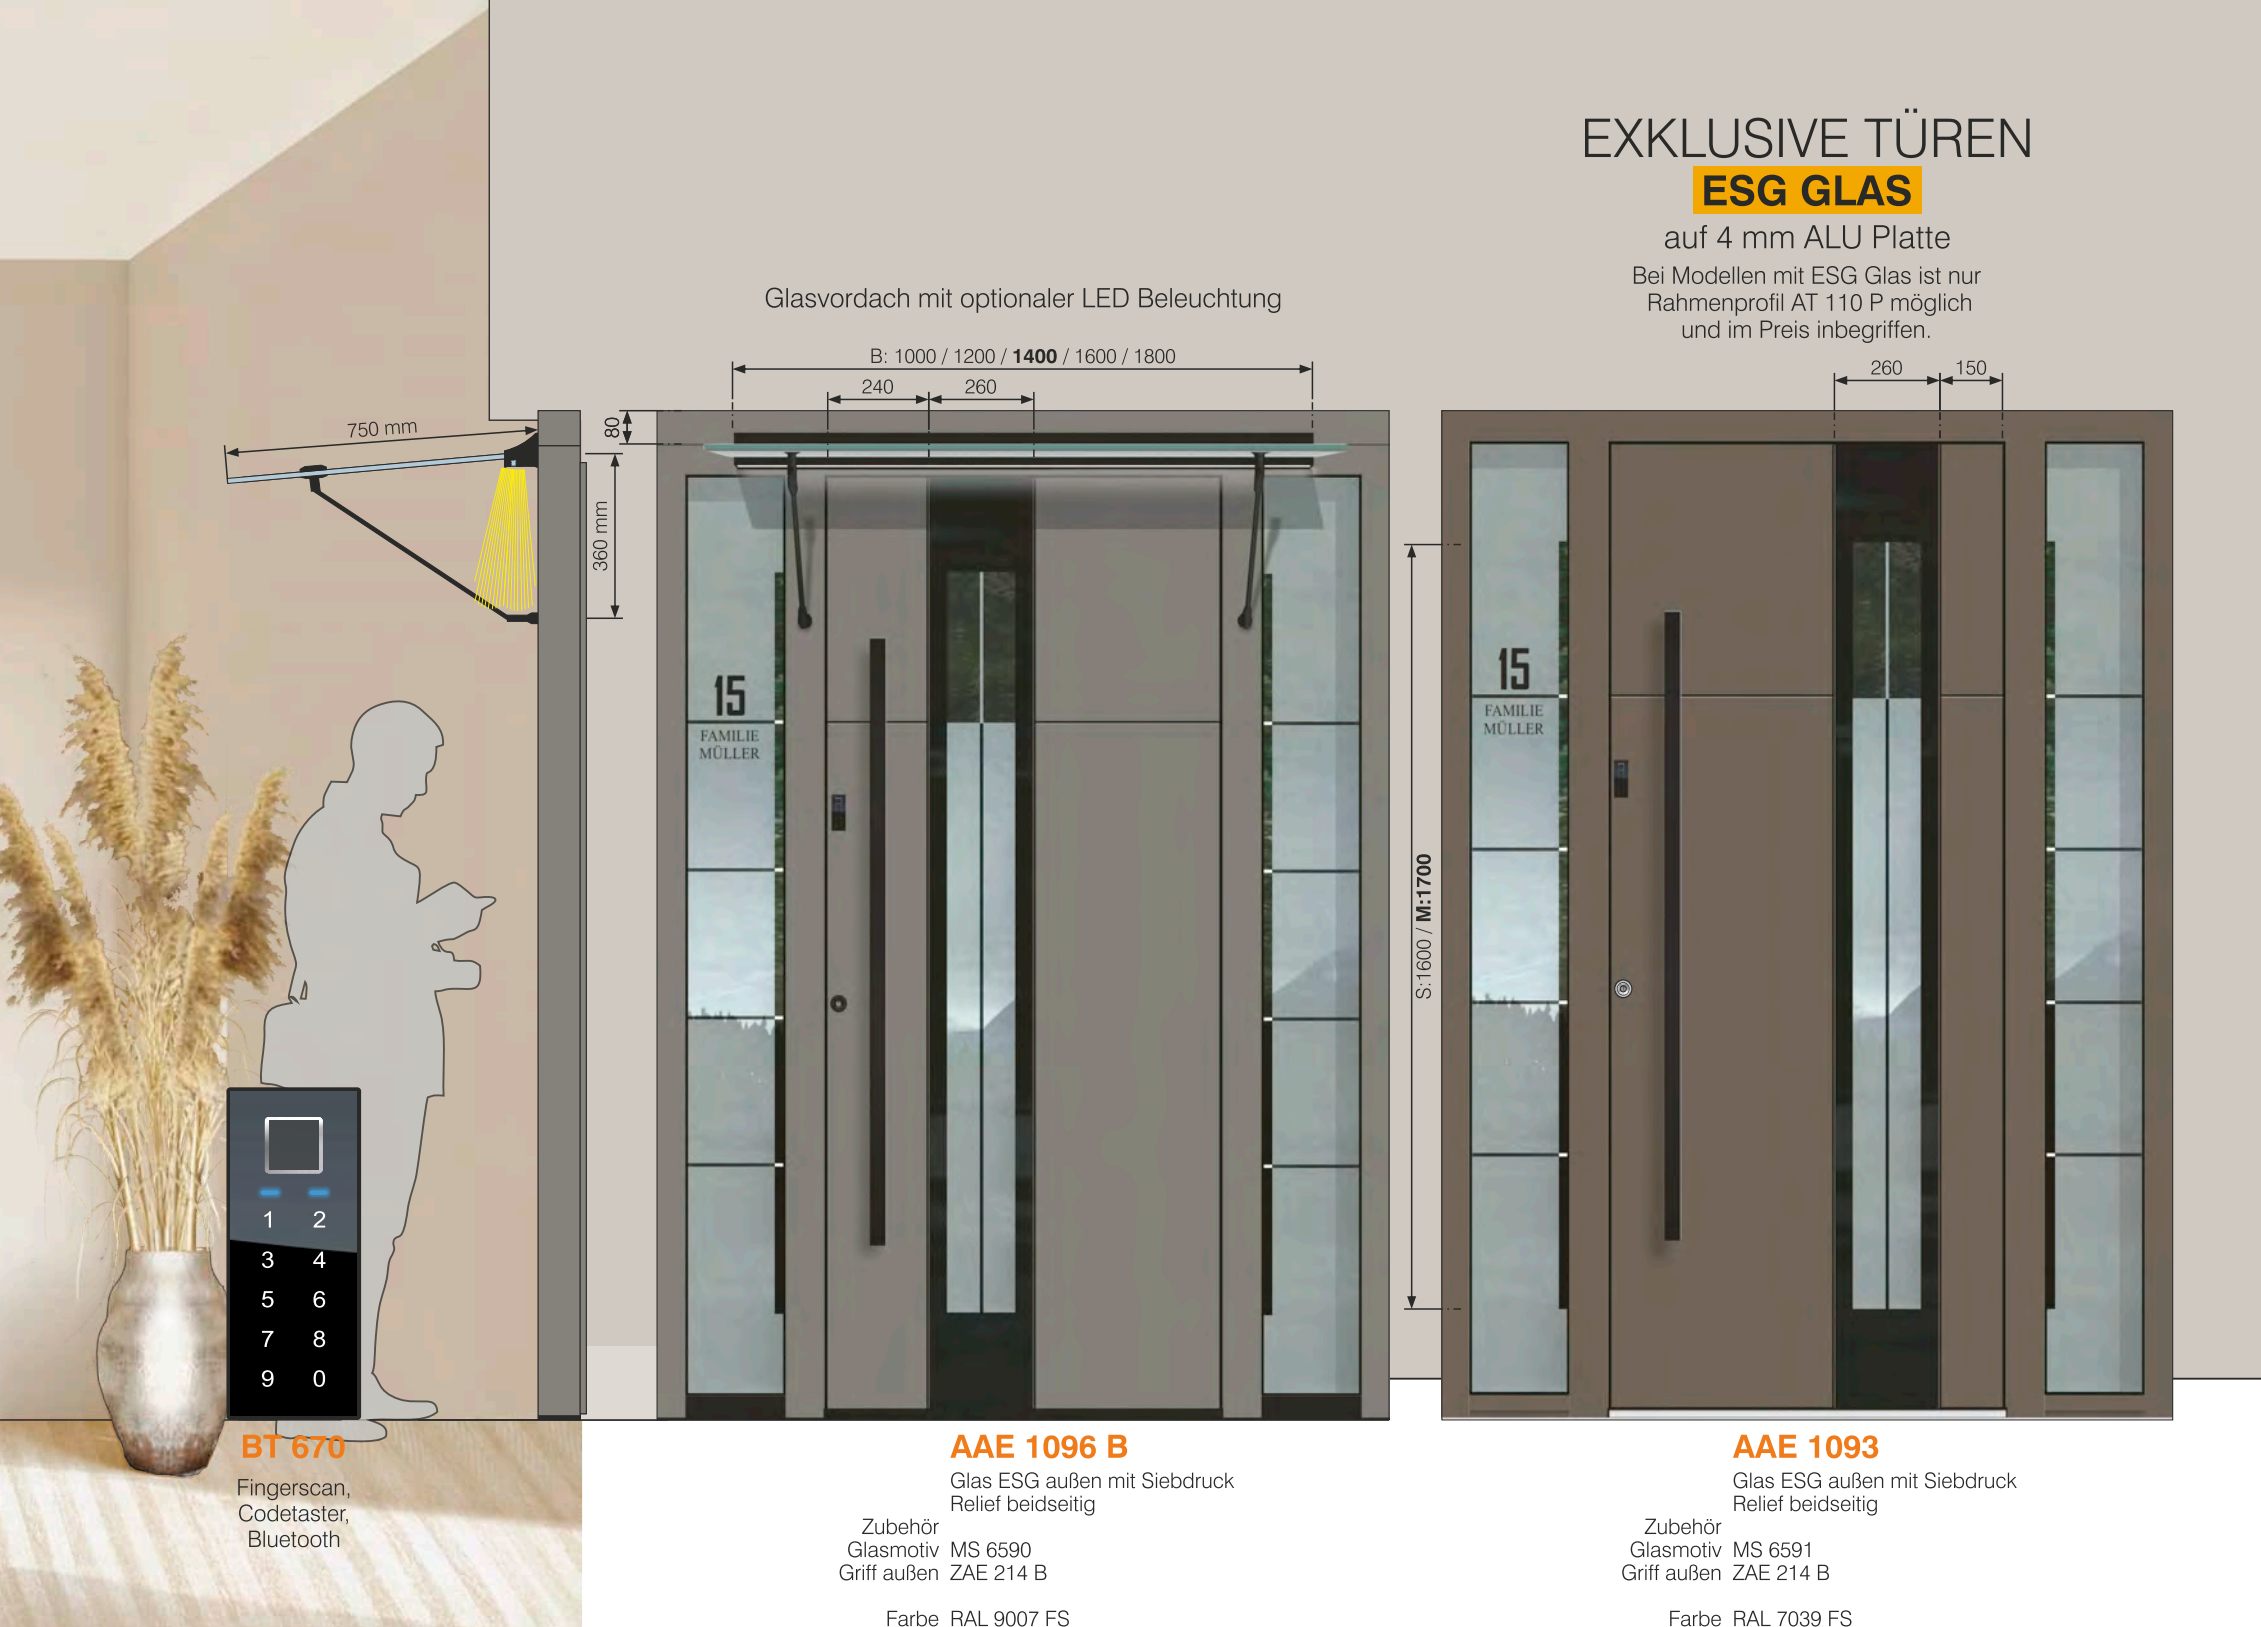 EXKLUSIVE TÜREN
ESG GLAS
auf 4 mm ALU Platte
Bei Modellen mit ESG Glas ist nur
Rahmenprofil AT 110 P möglich
und im Preis inbegriffen.
Glasvordach mit optionaler LED Beleuchtung
B: 1000 / 1200 / 1400 / 1600 / 1800
240
260
260
150
750 mm
80
360 mm
15
FAMILIE
MÜLLER
S:1600 / M:1700
15
FAMILIE
MÜLLER
1 2
3 4
5 6
7 8
9 0
BT 670
Fingerscan,
Codetaster,
Bluetooth
AAE 1096 B
Glas ESG außen mit Siebdruck
Relief beidseitig
Zubehör
Glasmotiv MS 6590
Griff außen ZAE 214 B
Farbe RAL 9007 FS
AAE 1093
Glas ESG außen mit Siebdruck
Relief beidseitig
Zubehör
Glasmotiv MS 6591
Griff außen ZAE 214 B
Farbe RAL 7039 FS